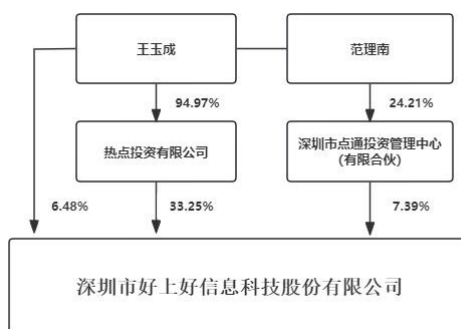 王玉成
范理南
94.97%
24.21%
热点投资有限公司
深圳市点通投资管理中心
(有限合伙)
6.48%
33.25%
7.39%
深圳市好上好信息科技股份有限公司